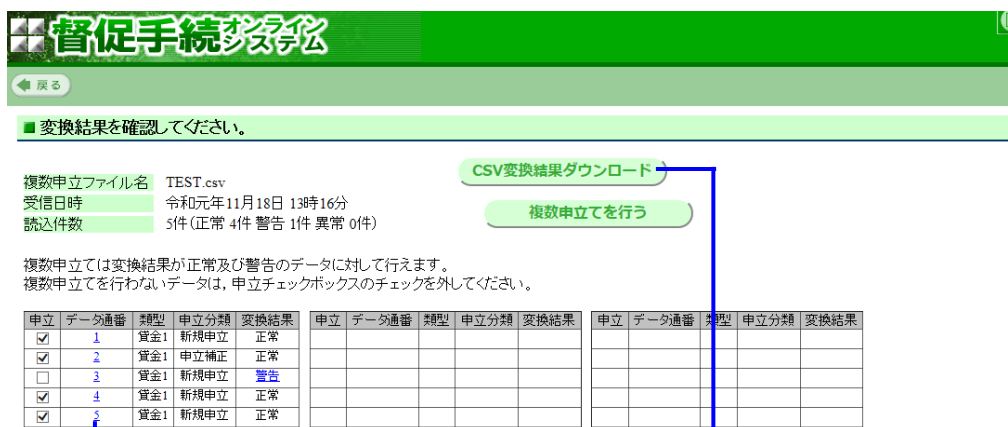 督促手続オンラインシステム
戻る
■ 変換結果を確認してください。
CSV変換結果ダウンロード
複数申立ファイル名 TEST.csv
受信日時 令和元年11月18日 13時16分
複数申立てを行う
読込件数 5件(正常 4件 警告 1件 異常 0件)
複数申立ては変換結果が正常及び警告のデータに対して行えます。
複数申立てを行わないデータは,申立チェックボックスのチェックを外してください。
申立 データ通番 類型 申立分類 変換結果 申立 データ通番 類型 申立分類 変換結果 申立 データ通番 類型 申立分類 変換結果
1 貸金1 新規申立 正常
2 貸金1 申立補正 正常
3 貸金1 新規申立 警告
4 貸金1 新規申立 正常
5 貸金1 新規申立 正常